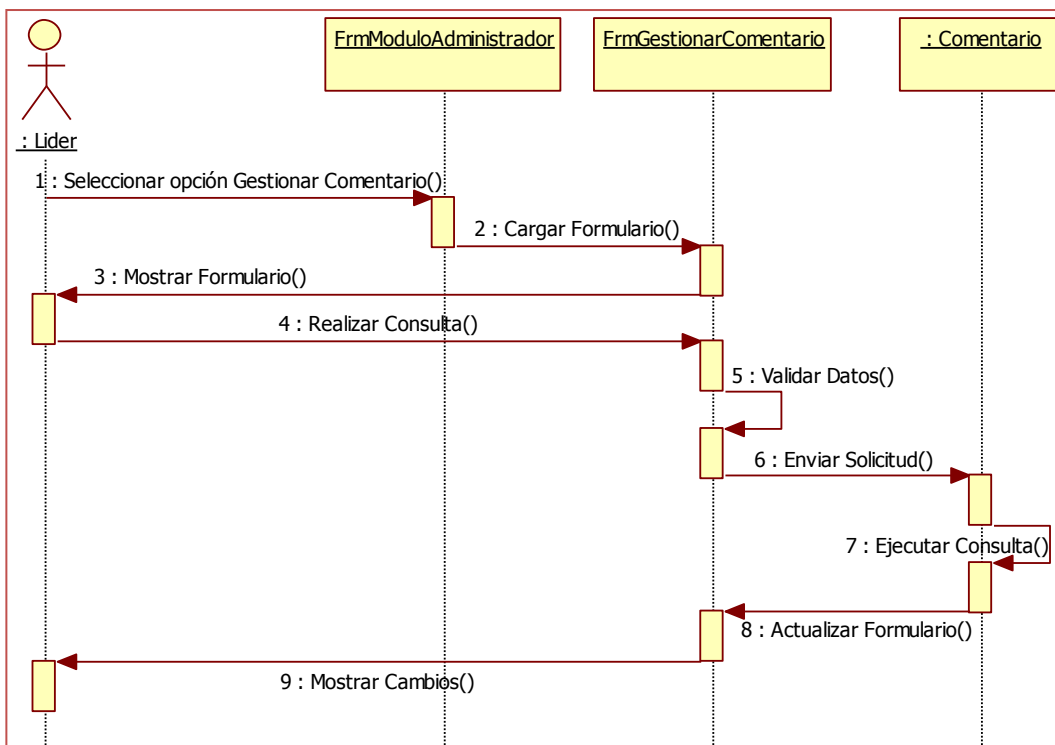 FrmModuloAdministrador
FrmGestionarComentario
: Comentario
: Lider
1 : Seleccionar opción Gestionar Comentario()
2 : Cargar Formulario()
3 : Mostrar Formulario()
4 : Realizar Consulta()
5 : Validar Datos()
6 : Enviar Solicitud()
7 : Ejecutar Consulta()
8 : Actualizar Formulario()
9 : Mostrar Cambios()